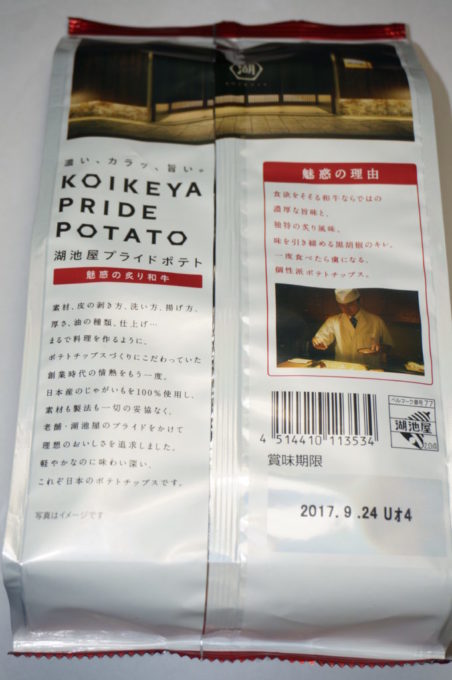 湖
KOIKEYA
濃い、カラッ、旨い。
KOIKEYA
PRIDE
POTATO
湖池屋プライドポテト
魅惑の炙り和牛
素材、皮の剥き方、洗い方、揚げ方、
厚さ、油の種類、仕上げ…
まるで料理を作るように、
ポテトチップスづくりにこだわっていた
創業時代の情熱をもう一度。
日本産のじゃがいもを100%使用し、
素材も製法も一切の妥協なく、
老舗・湖池屋のプライドをかけて
理想のおいしさを追求しました。
軽やかなのに味わい深い、
これぞ日本のポテトチップスです。
写真はイメージです
魅惑の理由
食欲をそそる和牛ならではの
濃厚な旨味と、
独特の炙り風味。
味を引き締める黒胡椒のキレ。
一度食べたら虜になる、
個性派ポテトチップス。
4 514410 113534
ベルマーク番号 77
湖池屋
賞味期限
2017. 9 .24 Uオ4